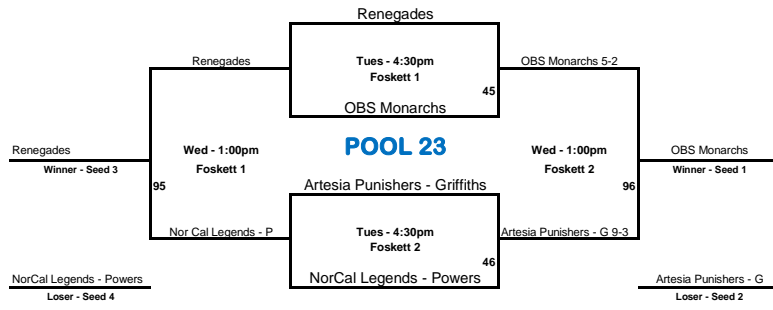 Renegades
Renegades
Tues - 4:30pm
OBS Monarchs 5-2
Foskett 1
45
OBS Monarchs
Renegades
Wed - 1:00pm
POOL 23
Wed - 1:00pm
OBS Monarchs
Winner - Seed 3
Foskett 1
Foskett 2
Winner - Seed 1
95
Artesia Punishers - Griffiths
96
Nor Cal Legends - P
Tues - 4:30pm
Artesia Punishers - G 9-3
Foskett 2
46
NorCal Legends - Powers
NorCal Legends - Powers
Artesia Punishers - G
Loser - Seed 4
Loser - Seed 2